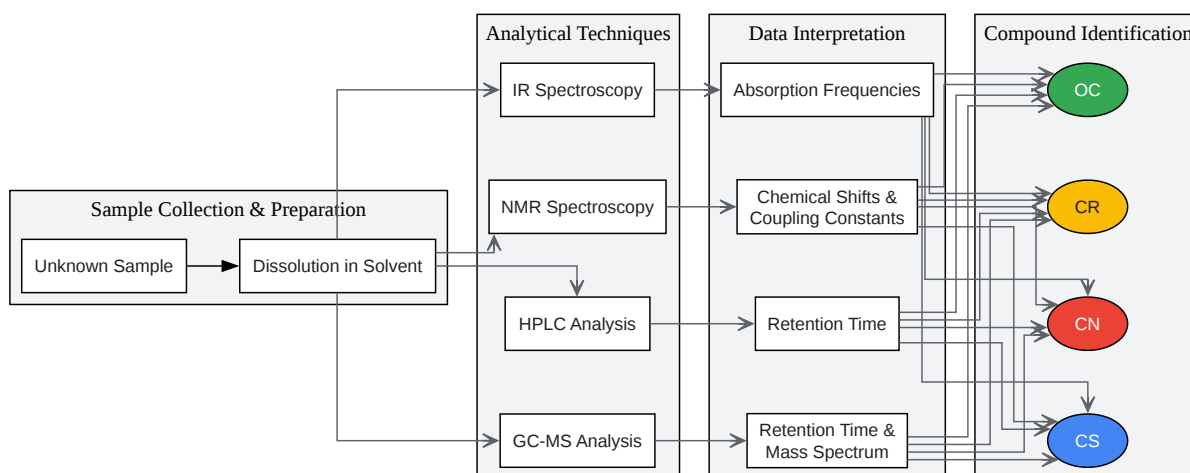 Analytical Techniques
Data Interpretation
Compound Identification
IR Spectroscopy
Absorption Frequencies
OC
Sample Collection & Preparation
Unknown Sample
Dissolution in Solvent
NMR Spectroscopy
Chemical Shifts &
Coupling Constants
CR
HPLC Analysis
Retention Time
CN
GC-MS Analysis
Retention Time &
Mass Spectrum
CS